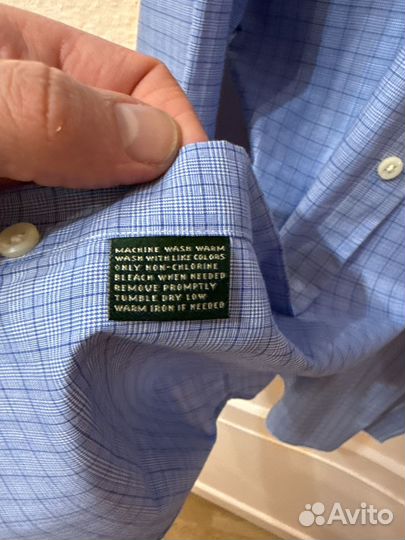 MACHINE WASH WARM
WASH WITH LIKE COLORS
ONLY NON-CHLORINE
BLEACH WHEN NEEDED
REMOVE PROMPTLY
TUMBLE DRY LOW
WARM IRON IF NEEDED
Avito